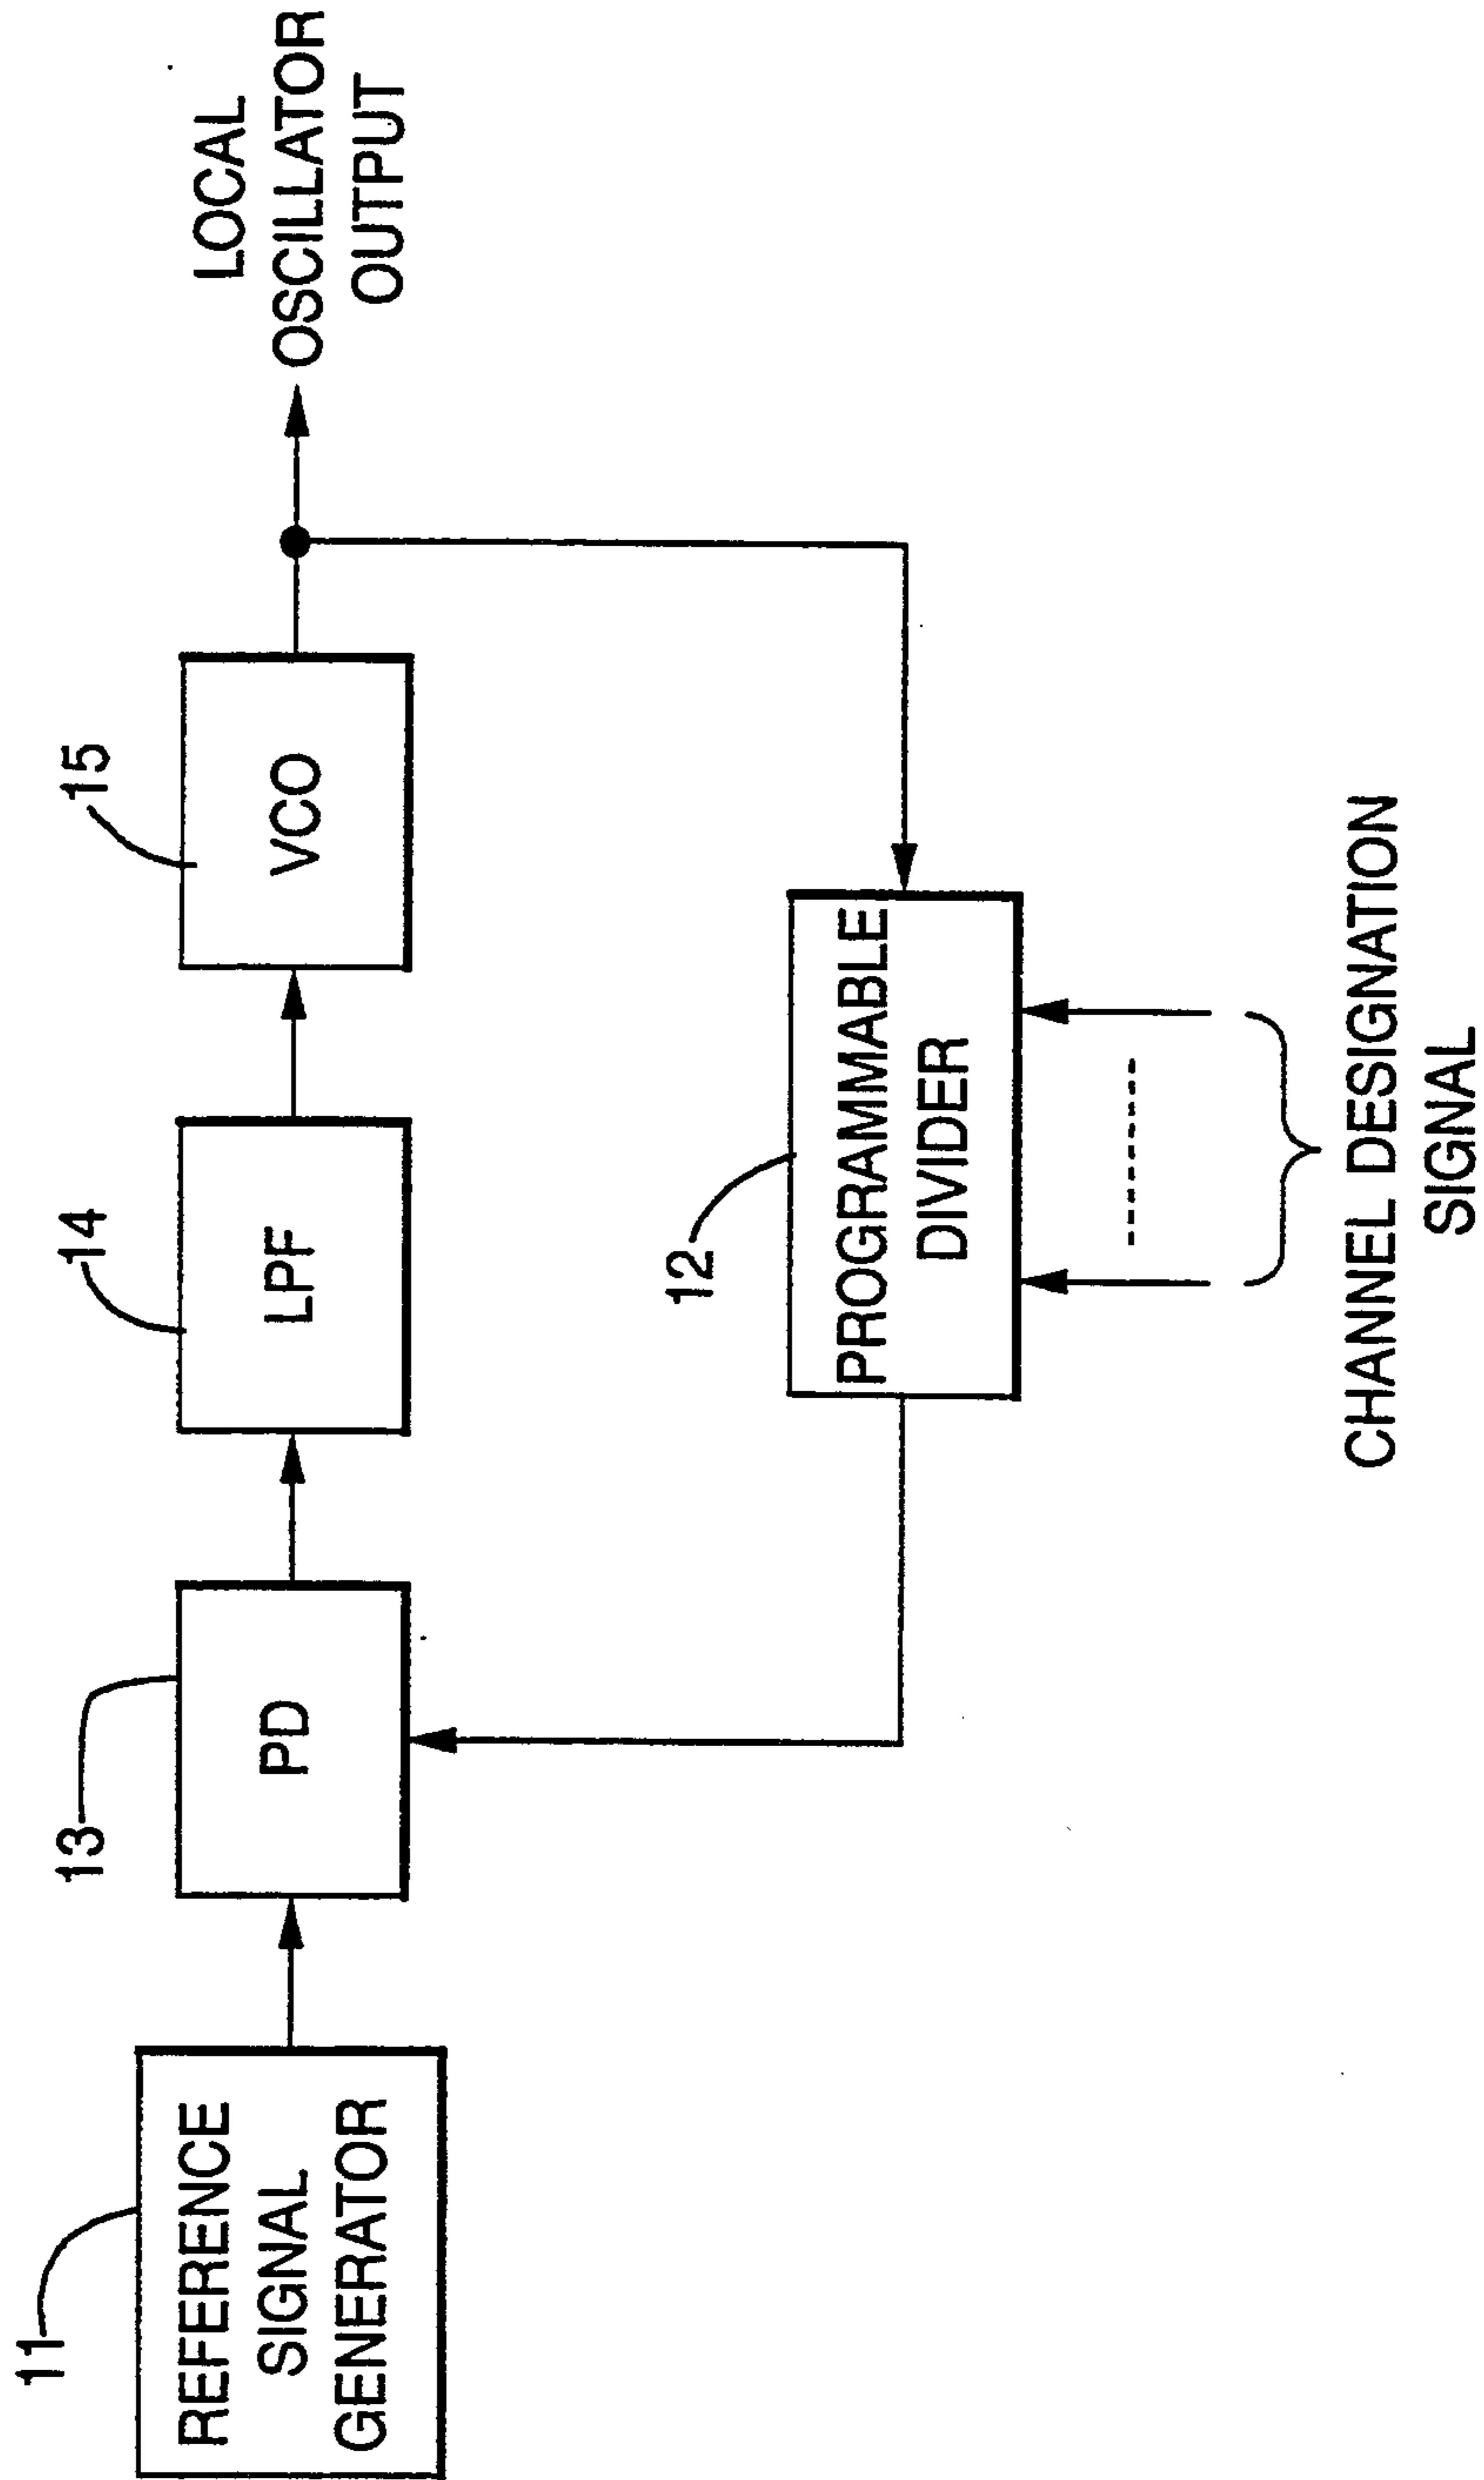 11
REFERENCE
SIGNAL
GENERATOR
13
PD
14
LPF
15
VCO
LOCAL
OSCILLATOR
OUTPUT
12
PROGRAMMABLE
DIVIDER
CHANNEL DESIGNATION
SIGNAL